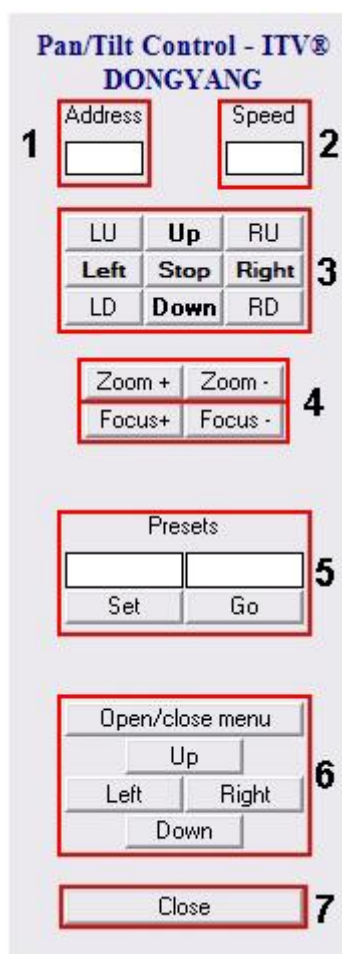 Pan/Tilt Control - ITV®
DONGYANG
Address Speed
1 2
LU Up RU
Left Stop Right 3
LD Down RD
Zoom + Zoom -
4
Focus+ Focus -
Presets
5
Set Go
Open/close menu
Up
6
Left Right
Down
Close 7